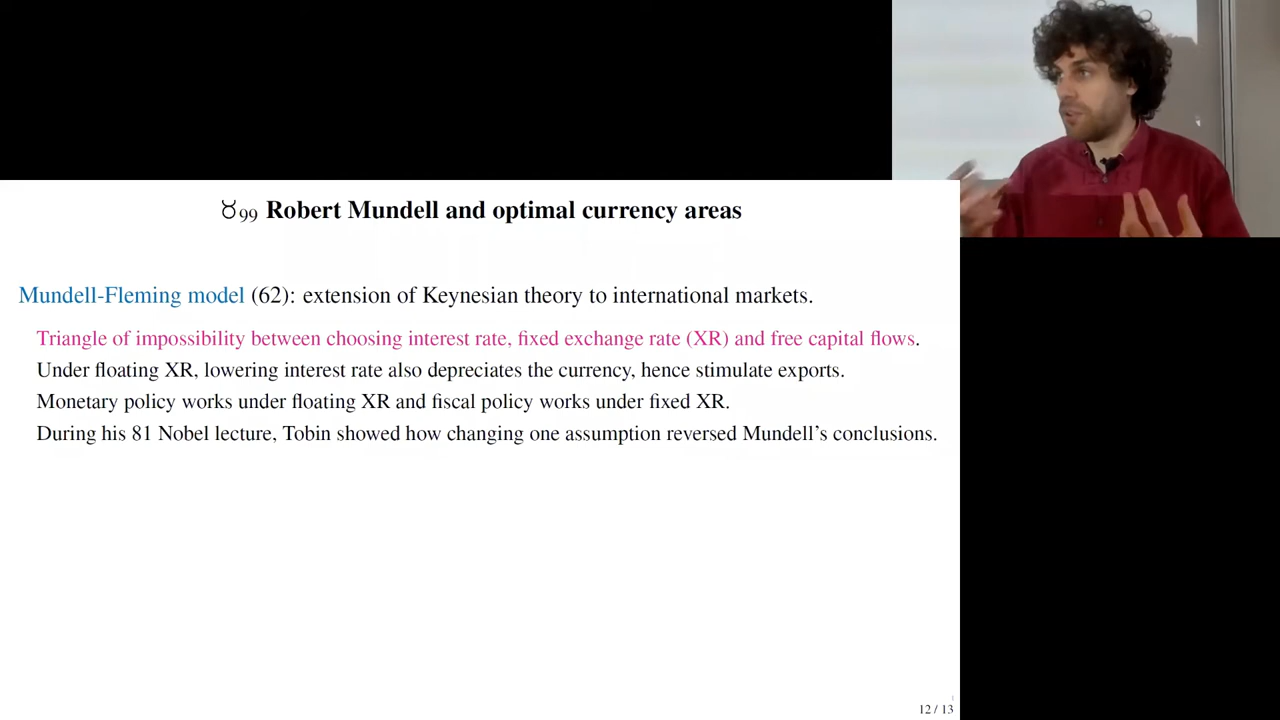 ♉99 Robert Mundell and optimal currency areas
Mundell-Fleming model (62): extension of Keynesian theory to international markets.
Triangle of impossibility between choosing interest rate, fixed exchange rate (XR) and free capital flows.
Under floating XR, lowering interest rate also depreciates the currency, hence stimulate exports.
Monetary policy works under floating XR and fiscal policy works under fixed XR.
During his 81 Nobel lecture, Tobin showed how changing one assumption reversed Mundell's conclusions.
12 / 13